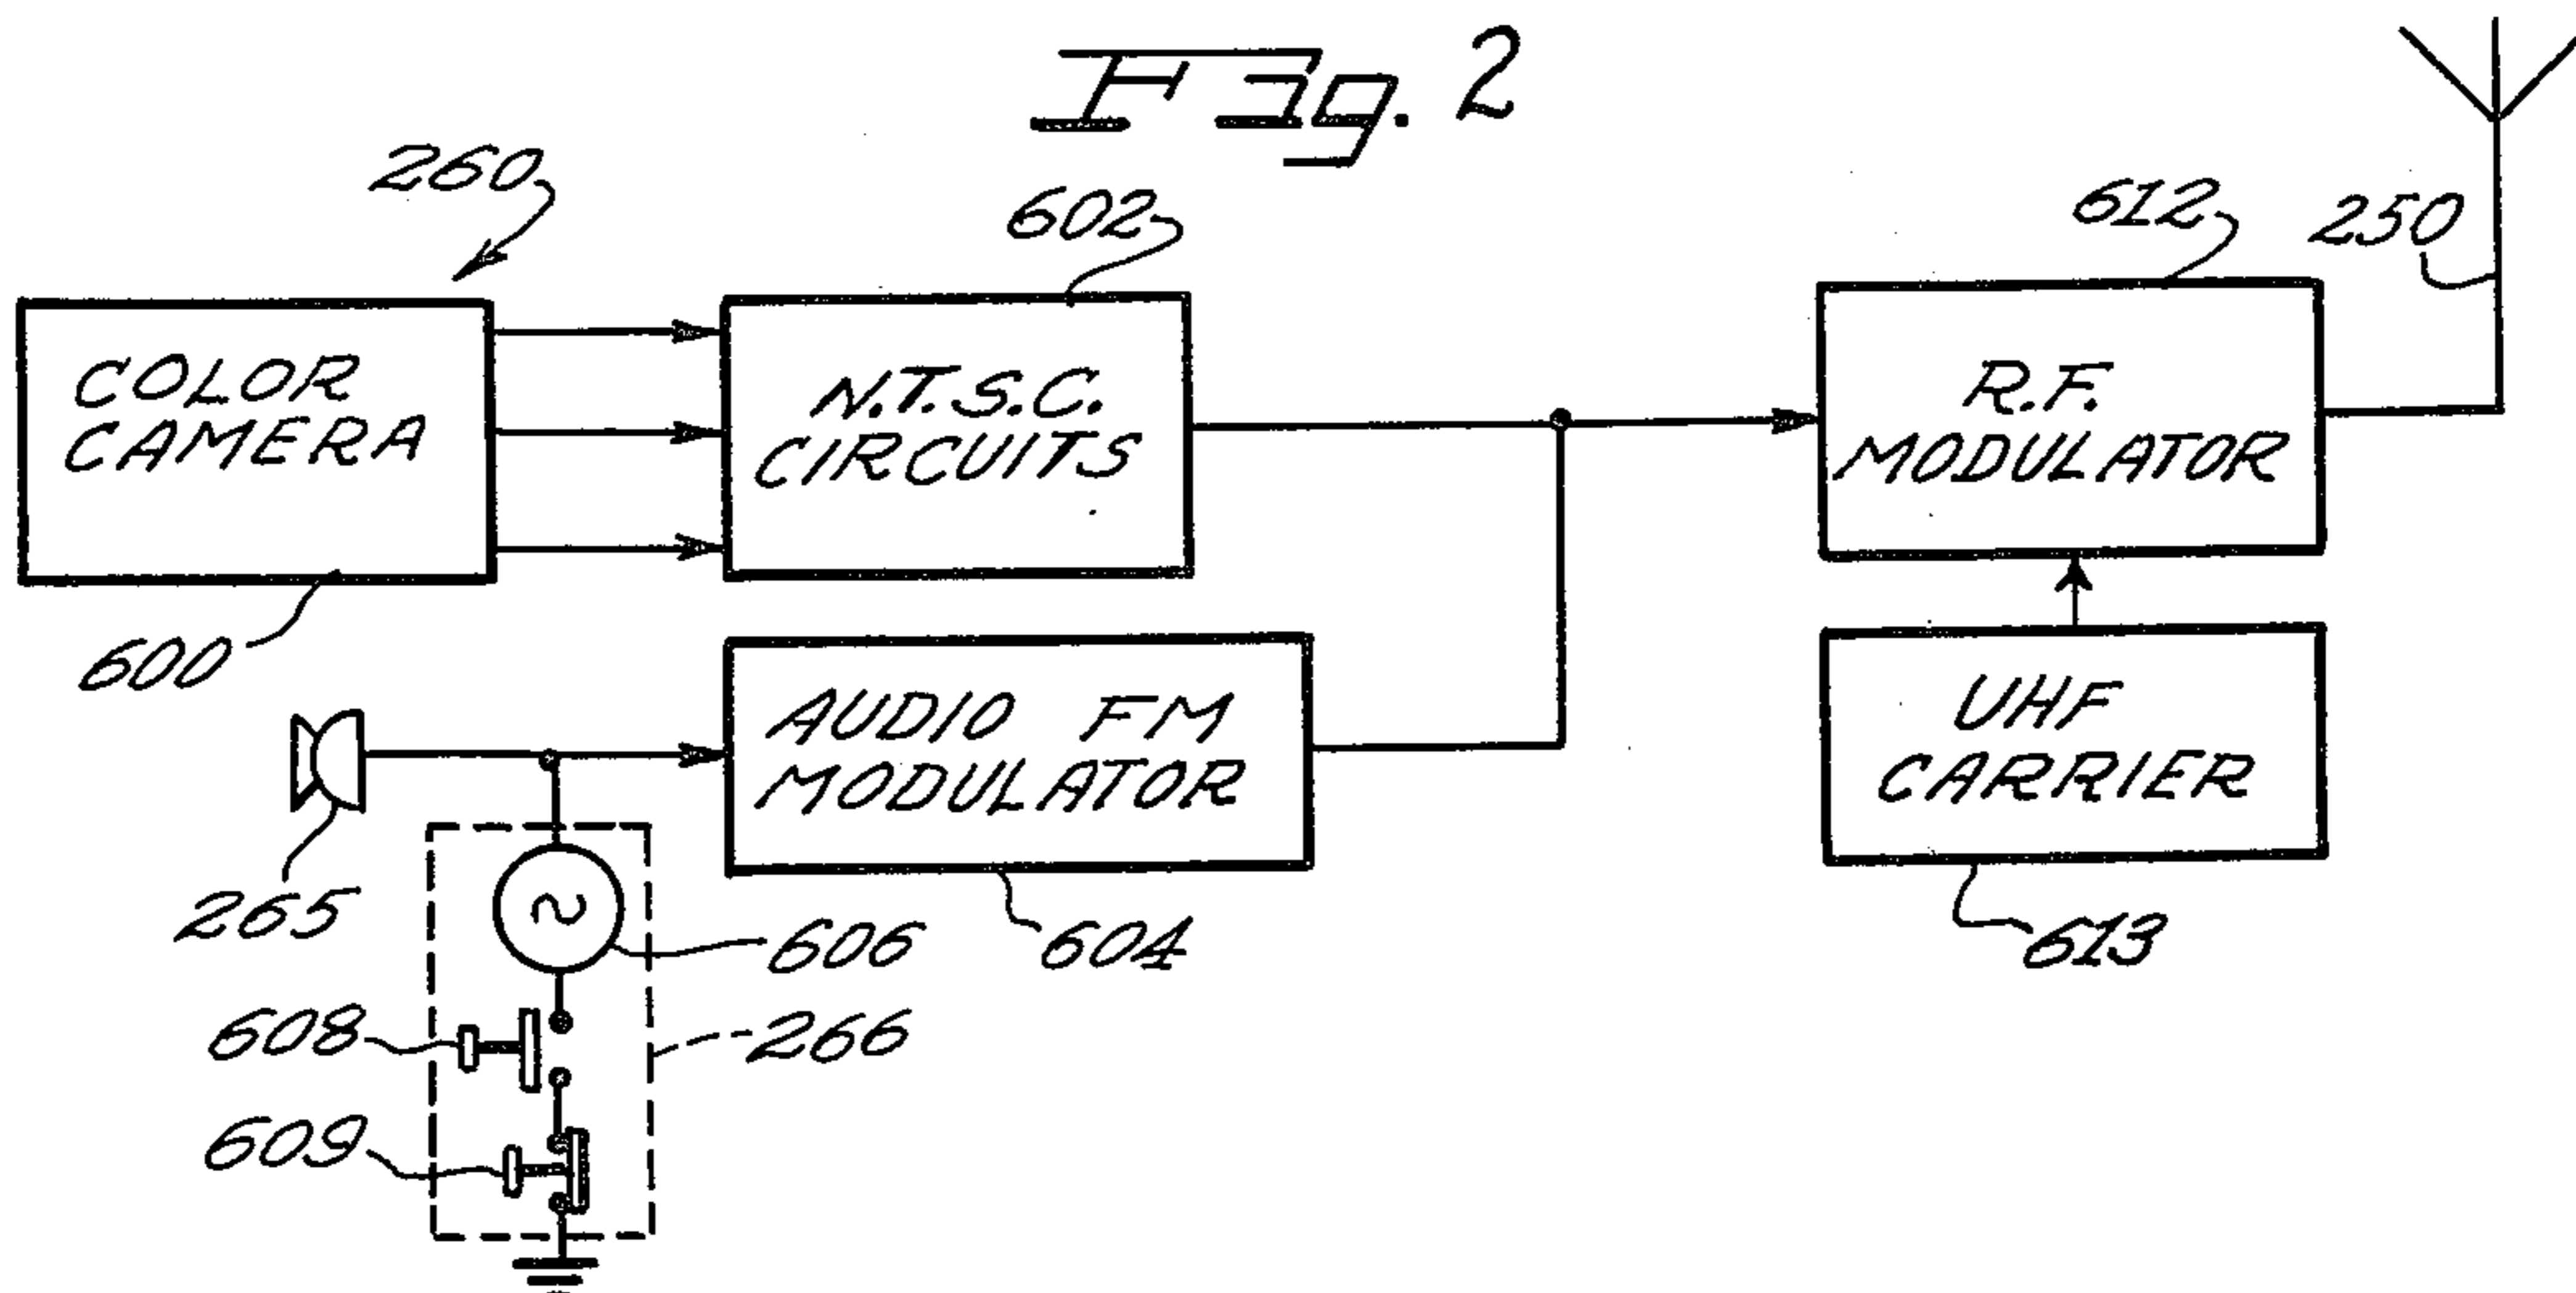 Fig. 2
260
602
612
250
COLOR
CAMERA
N.T.S.C.
CIRCUITS
R.F.
MODULATOR
600
AUDIO FM
MODULATOR
UHF
CARRIER
265
606
604
613
608
266
609